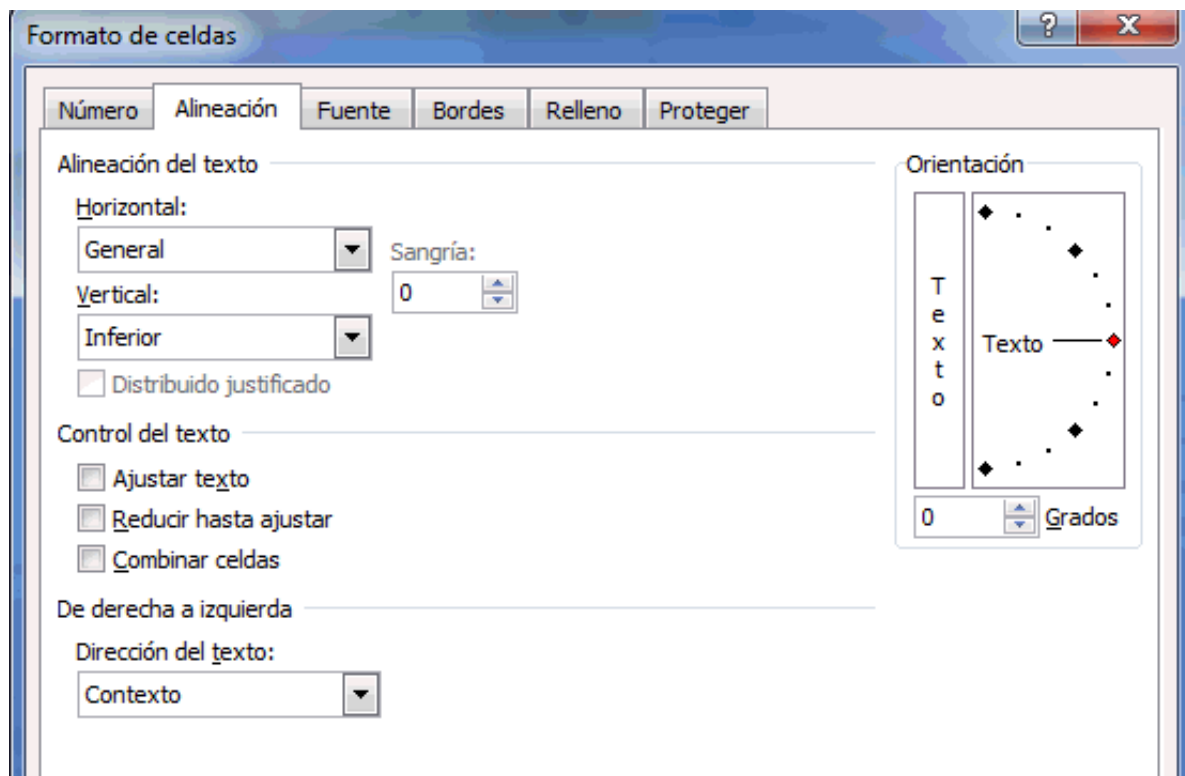 Formato de celdas
?
X
Número Alineación Fuente Bordes Relleno Proteger
Alineación del texto
Horizontal:
General
Sangría:
0
Vertical:
Inferior
Distribuido justificado
Control del texto
Ajustar texto
Reducir hasta ajustar
Combinar celdas
De derecha a izquierda
Dirección del texto:
Contexto
Orientación
Texto
Texto
0 Grados